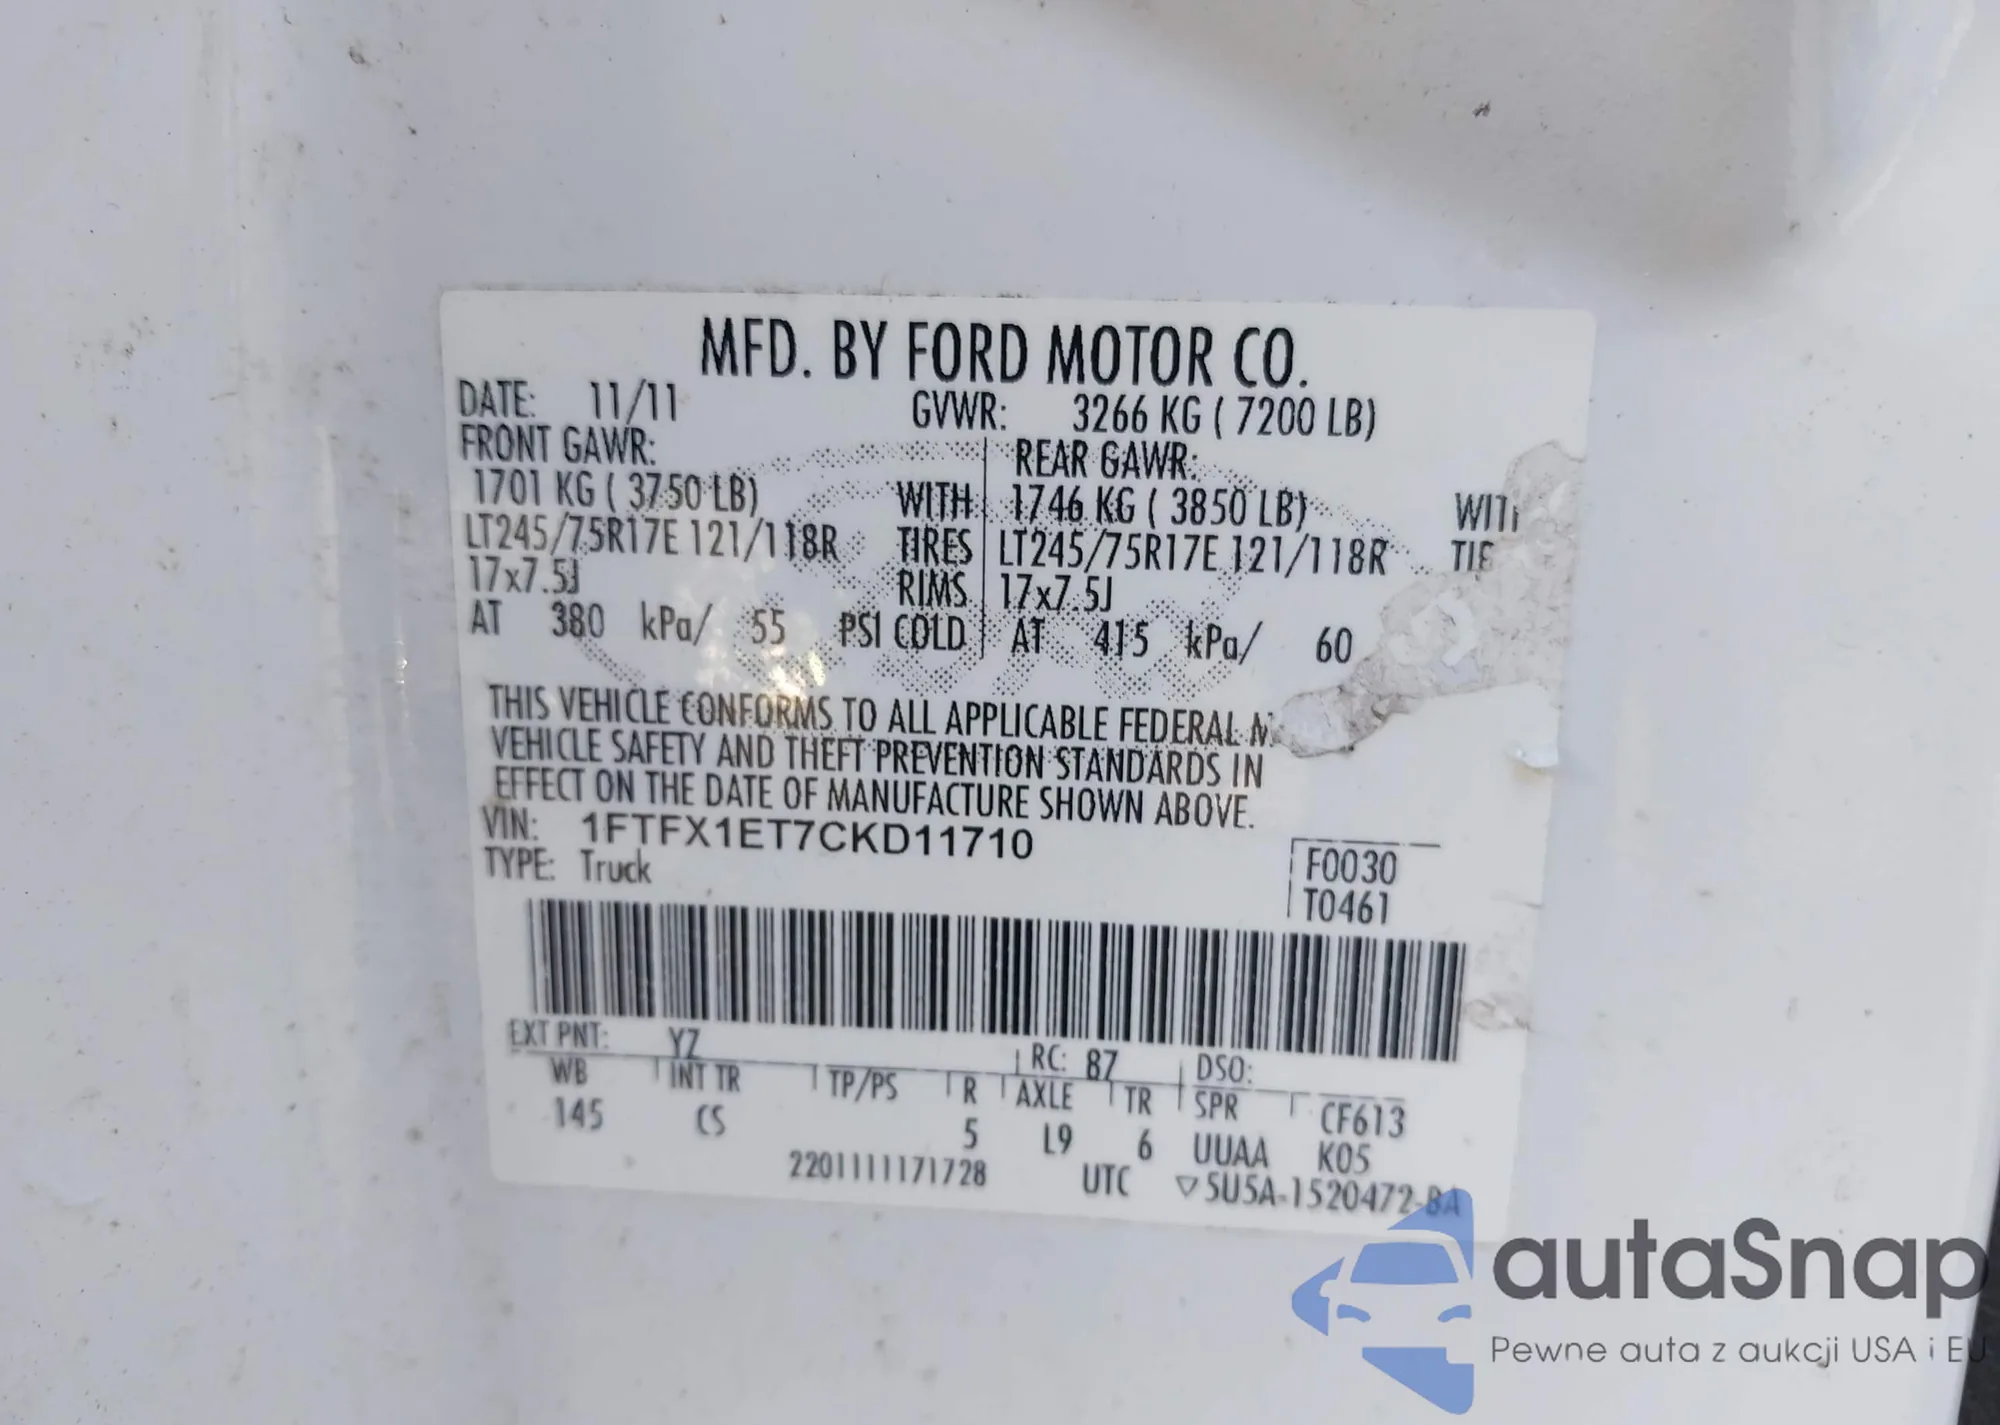 MFD. BY FORD MOTOR CO.
DATE: 11/11 GVWR: 3266 KG ( 7200 LB)
FRONT GAWR: REAR GAWR:
1701 KG ( 3750 LB) WITH 1746 KG ( 3850 LB)
LT245/75R17E 121/118R TIRES LT245/75R17E 121/118R
17x7.5J RIMS 17x7.5J
AT 380 kPa/ 55 PSI COLD AT 415 kPa/ 60
THIS VEHICLE CONFORMS TO ALL APPLICABLE FEDERAL
VEHICLE SAFETY AND THEFT PREVENTION STANDARDS IN
EFFECT ON THE DATE OF MANUFACTURE SHOWN ABOVE.
VIN: 1FTFX1ET7CKD11710
TYPE: Truck
F0030
T0461
EXT PNT: YZ RC: 87 DSO:
WB INT TR TP/PS R AXLE TR SPR CF613
145 CS 5 L9 6 UUAA K05
2201111171728 UTC ▽5U5A-1520472-BA
autaSnap
Pewne auta z aukcji USA i EU